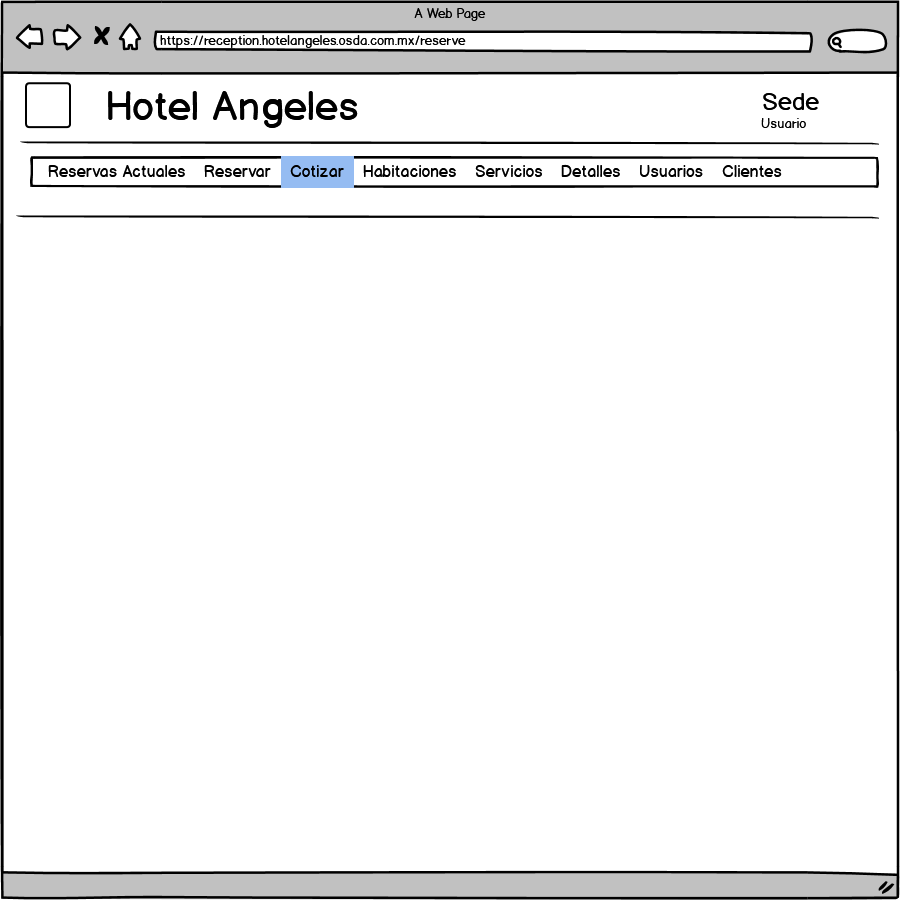 A Web Page
https://reception.hotelangeles.osda.com.mx/reserve
Hotel Angeles
Sede
Usuario
Reservas Actuales Reservar Cotizar Habitaciones Servicios Detalles Usuarios Clientes